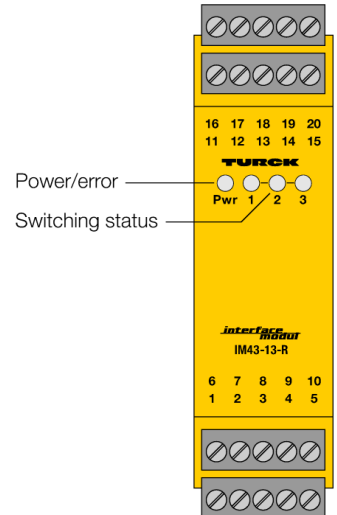 16 17 18 19 20
11 12 13 14 15
TURCK
Power/error
Pwr 1 2 3
Switching status
interface
modul
IM43-13-R
6 7 8 9 10
1 2 3 4 5